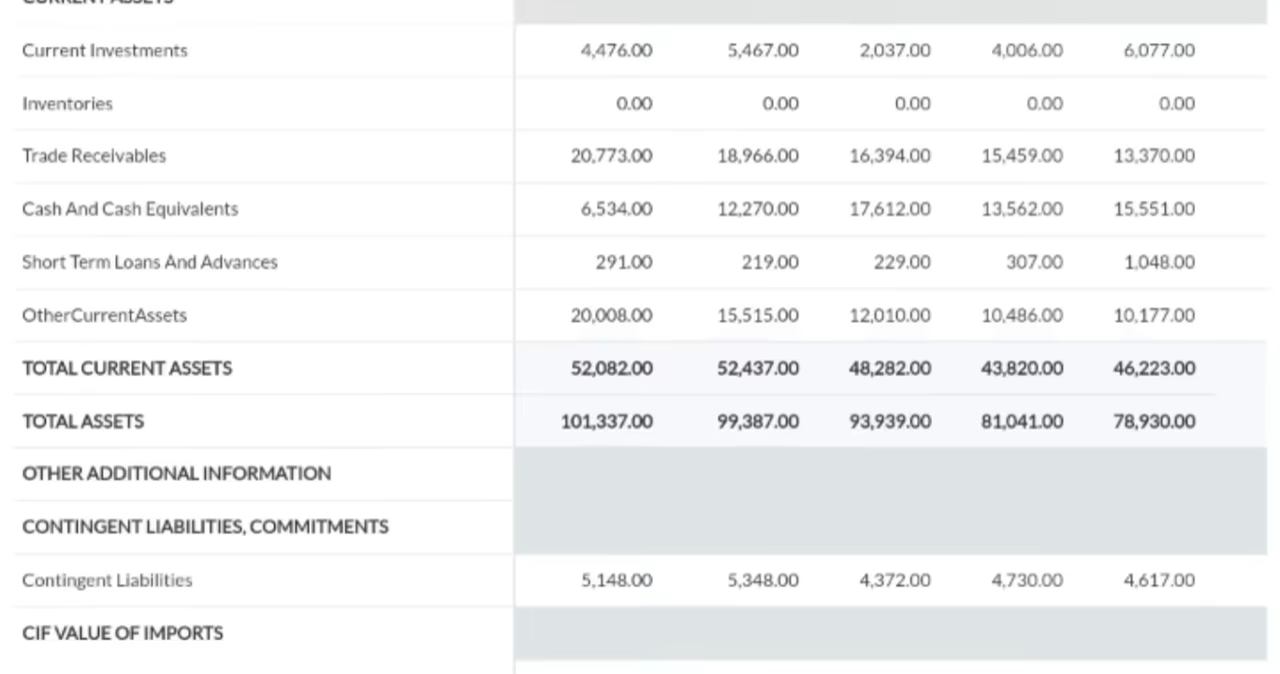 CURRENT ASSETS
Current Investments 4,476.00 5,467.00 2,037.00 4,006.00 6,077.00
Inventories 0.00 0.00 0.00 0.00 0.00
Trade Receivables 20,773.00 18,966.00 16,394.00 15,459.00 13,370.00
Cash And Cash Equivalents 6,534.00 12,270.00 17,612.00 13,562.00 15,551.00
Short Term Loans And Advances 291.00 219.00 229.00 307.00 1,048.00
OtherCurrentAssets 20,008.00 15,515.00 12,010.00 10,486.00 10,177.00
TOTAL CURRENT ASSETS 52,082.00 52,437.00 48,282.00 43,820.00 46,223.00
TOTAL ASSETS 101,337.00 99,387.00 93,939.00 81,041.00 78,930.00
OTHER ADDITIONAL INFORMATION
CONTINGENT LIABILITIES, COMMITMENTS
Contingent Liabilities 5,148.00 5,348.00 4,372.00 4,730.00 4,617.00
CIF VALUE OF IMPORTS